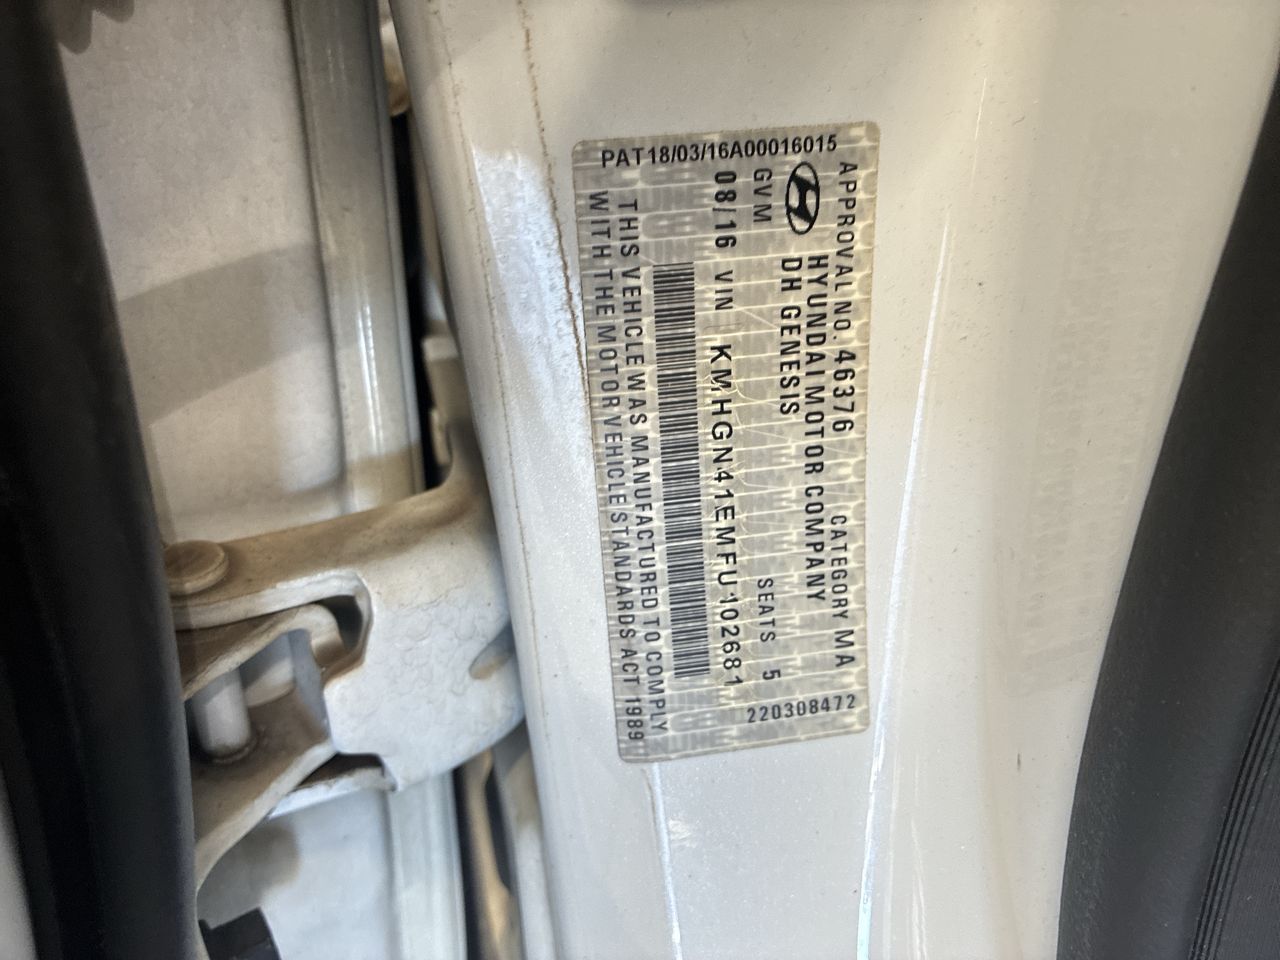 PAT18/03/16A00016015
APPROVAL NO. 46376 CATEGORY MA
HYUNDAI MOTOR COMPANY
DH GENESIS
GVM SEATS 5
08/16 VIN KMHGN41EMFU102681
THIS VEHICLE WAS MANUFACTURED TO COMPLY
WITH THE MOTOR VEHICLE STANDARDS ACT 1989
220308472